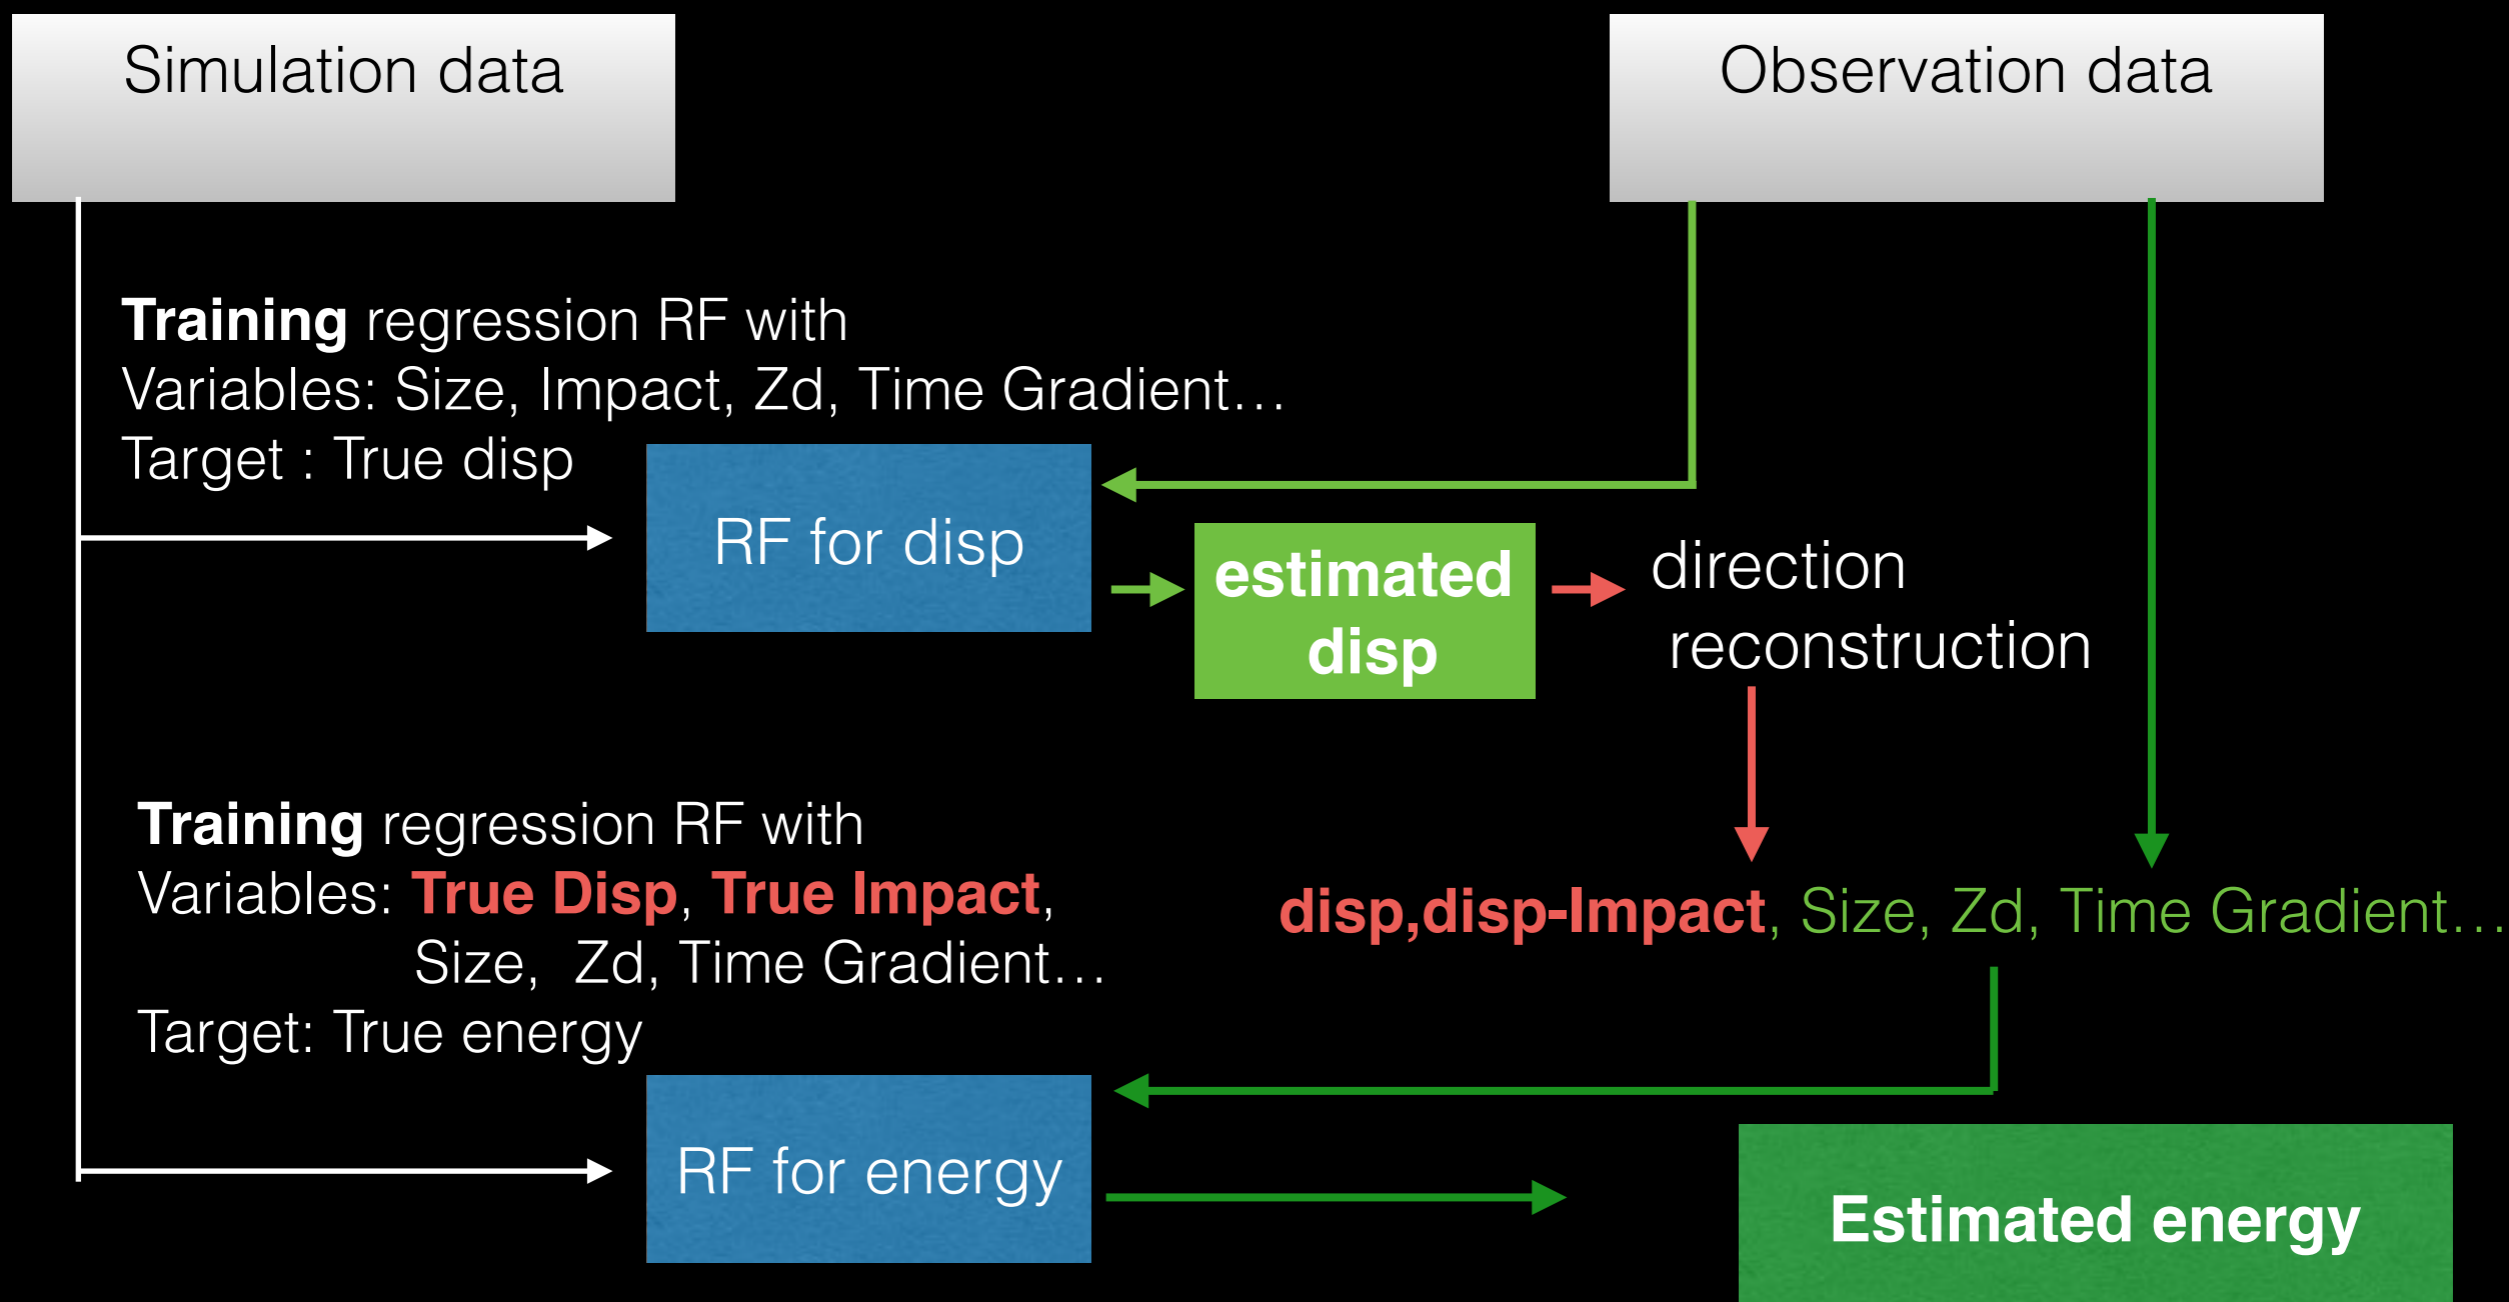 Simulation data
Observation data
Training regression RF with
Variables: Size, Impact, Zd, Time Gradient…
Target : True disp
RF for disp
estimated
disp
direction
reconstruction
Training regression RF with
Variables: True Disp, True Impact,
Size, Zd, Time Gradient…
Target: True energy
disp,disp-Impact, Size, Zd, Time Gradient…
RF for energy
Estimated energy